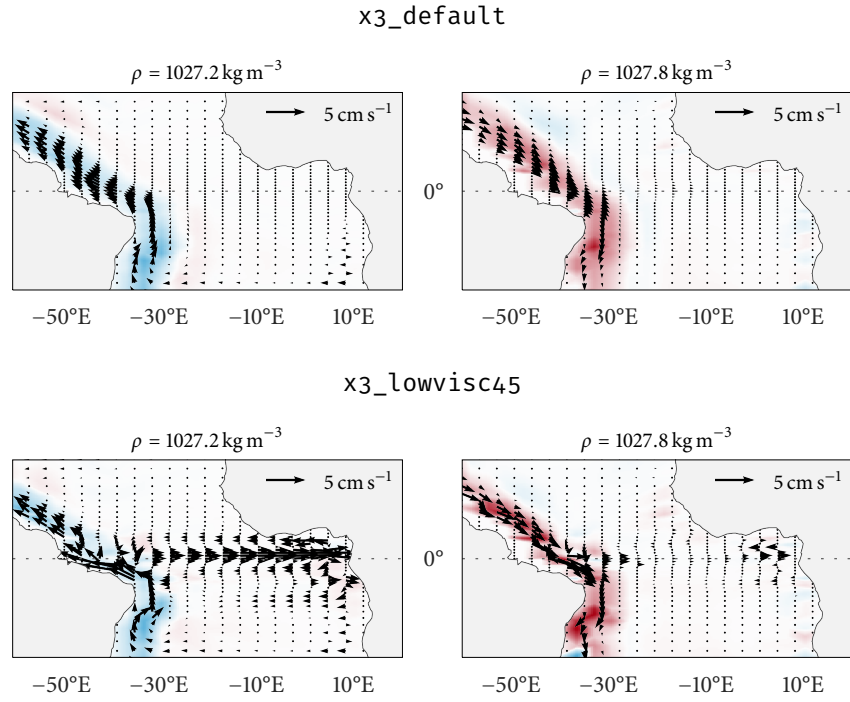 x3_default
ρ = 1027.2 kg m⁻³ ρ = 1027.8 kg m⁻³
5 cm s⁻¹ 5 cm s⁻¹
0°
−50°E −30°E −10°E 10°E −50°E −30°E −10°E 10°E
x3_lowvisc45
ρ = 1027.2 kg m⁻³ ρ = 1027.8 kg m⁻³
5 cm s⁻¹ 5 cm s⁻¹
0°
−50°E −30°E −10°E 10°E −50°E −30°E −10°E 10°E